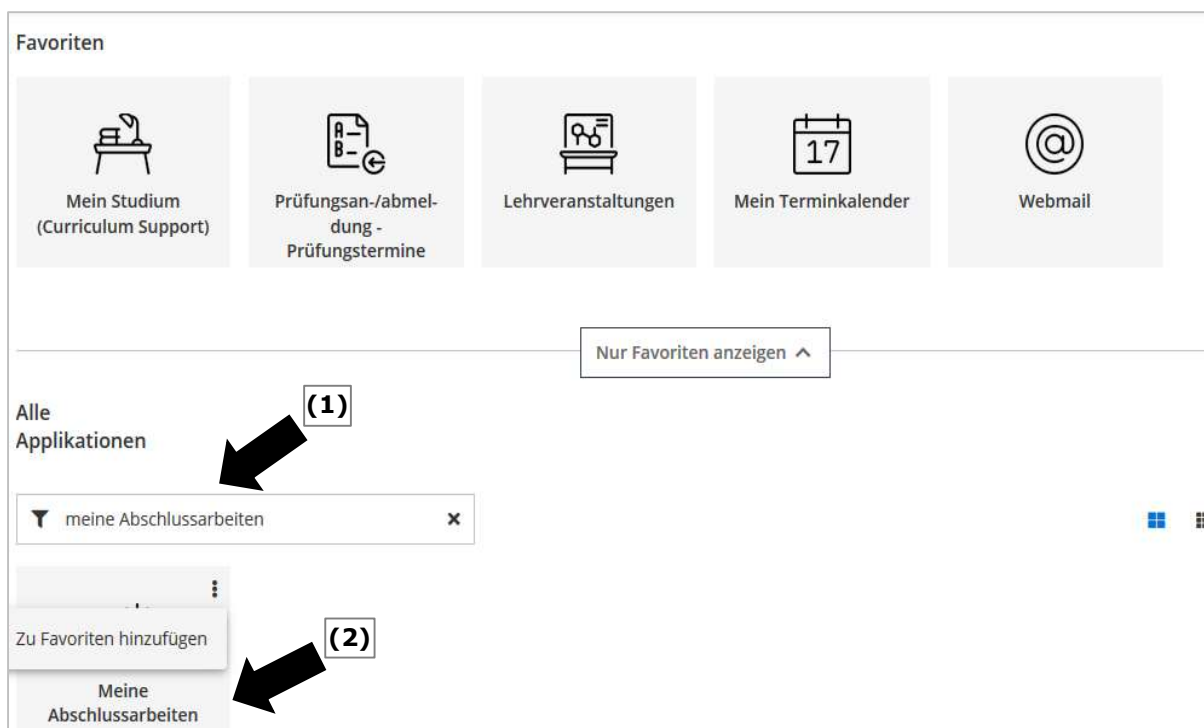 Favoriten
Mein Studium
(Curriculum Support)
Prüfungsan-/abmel-
dung -
Prüfungstermine
Lehrveranstaltungen
17
Mein Terminkalender
@
Webmail
A
B
Nur Favoriten anzeigen
(1)
Alle
Applikationen
meine Abschlussarbeiten
Zu Favoriten hinzufügen
(2)
Meine
Abschlussarbeiten